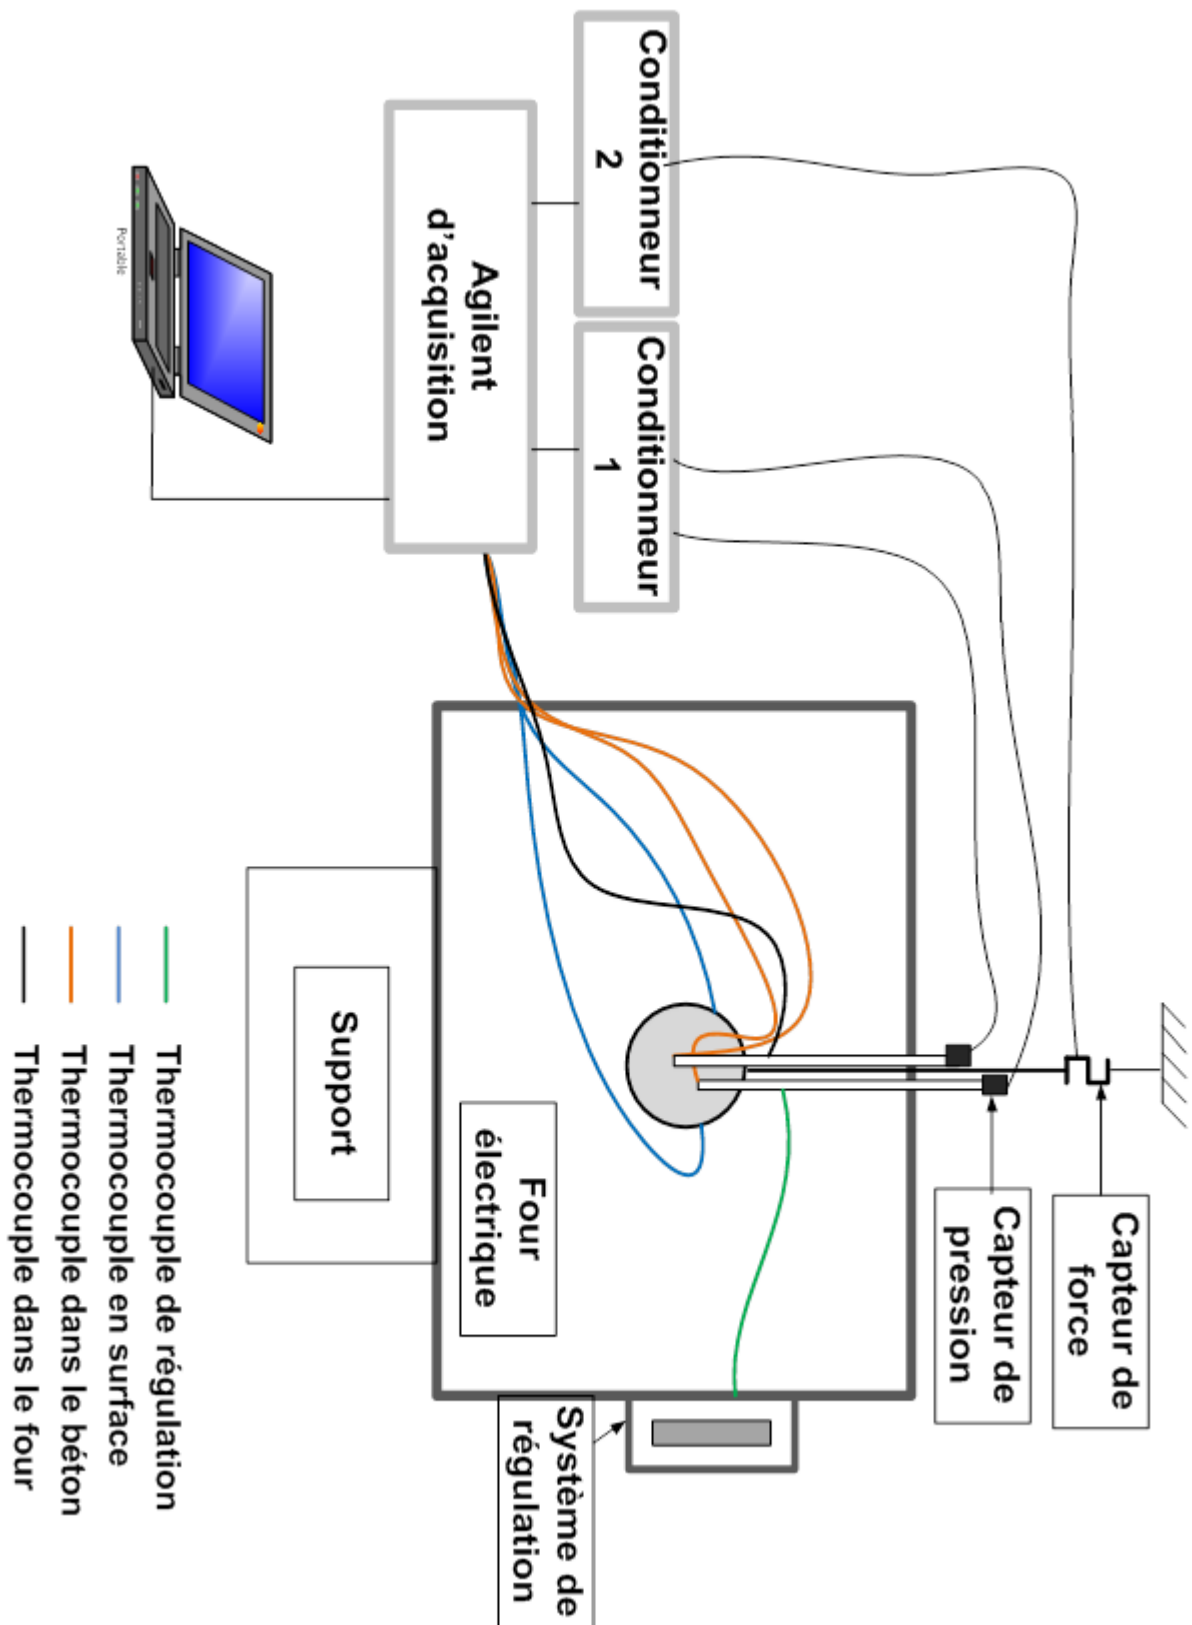 Capteur de
force
Capteur de
pression
Conditionneur
2
Conditionneur
1
Agilent
d'acquisition
Portable
Four
électrique
Système de
régulation
Support
Thermocouple de régulation
Thermocouple en surface
Thermocouple dans le béton
Thermocouple dans le four